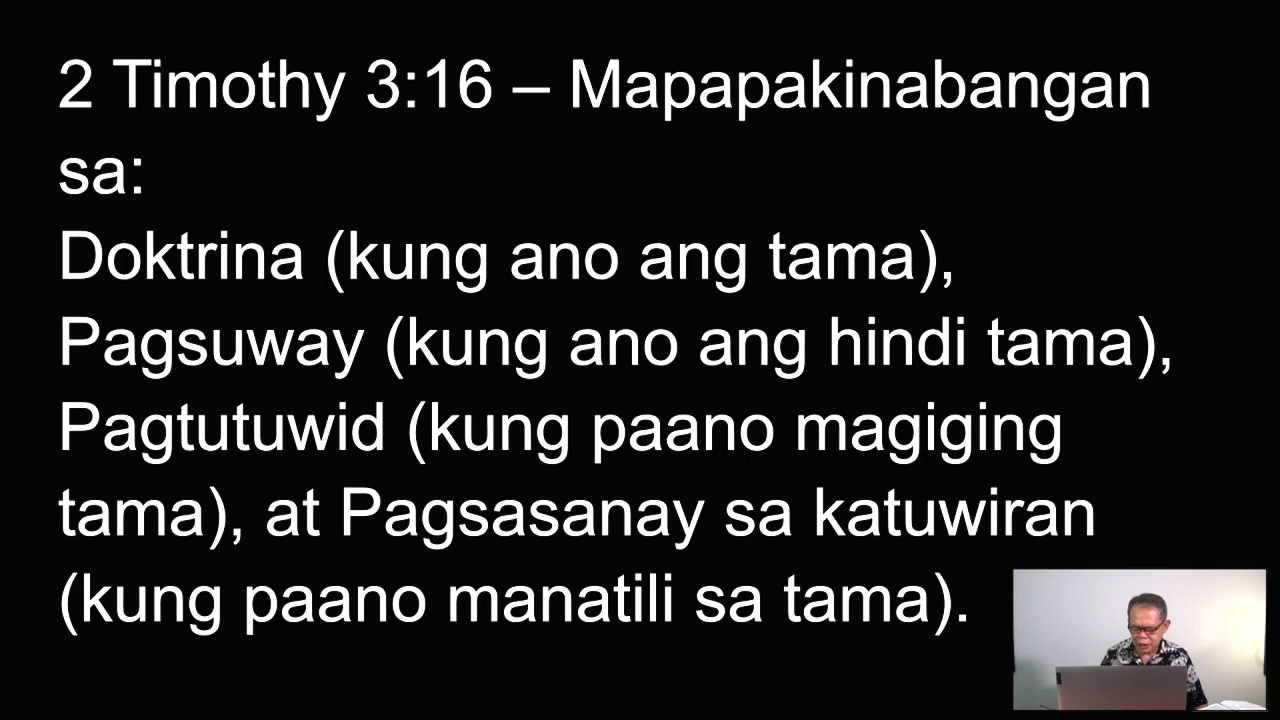 2 Timothy 3:16 – Mapapakinabangan
sa:
Doktrina (kung ano ang tama),
Pagsuway (kung ano ang hindi tama),
Pagtutuwid (kung paano magiging
tama), at Pagsasanay sa katuwiran
(kung paano manatili sa tama).